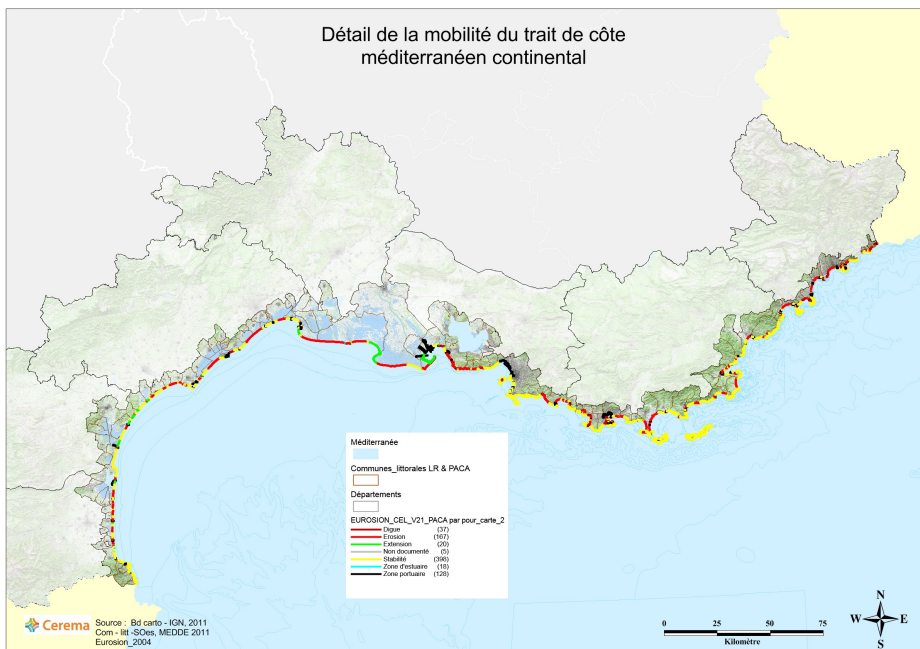 Détail de la mobilité du trait de côte
méditerranéen continental
Méditerranée
Communes_littorales LR & PACA
Départements
EUROSION_CEL_V21_PACA par pour_carte_2
Digue (37)
Erosion (167)
Extension (20)
Non documenté (5)
Stabilité (398)
Zone d'estuaire (18)
Zone portuaire (128)
Cerema
Source : Bd carto - IGN, 2011
Com - litt -SOes, MEDDE 2011
Eurosion_2004
0 25 50 75
Kilomètre
N
W E
S